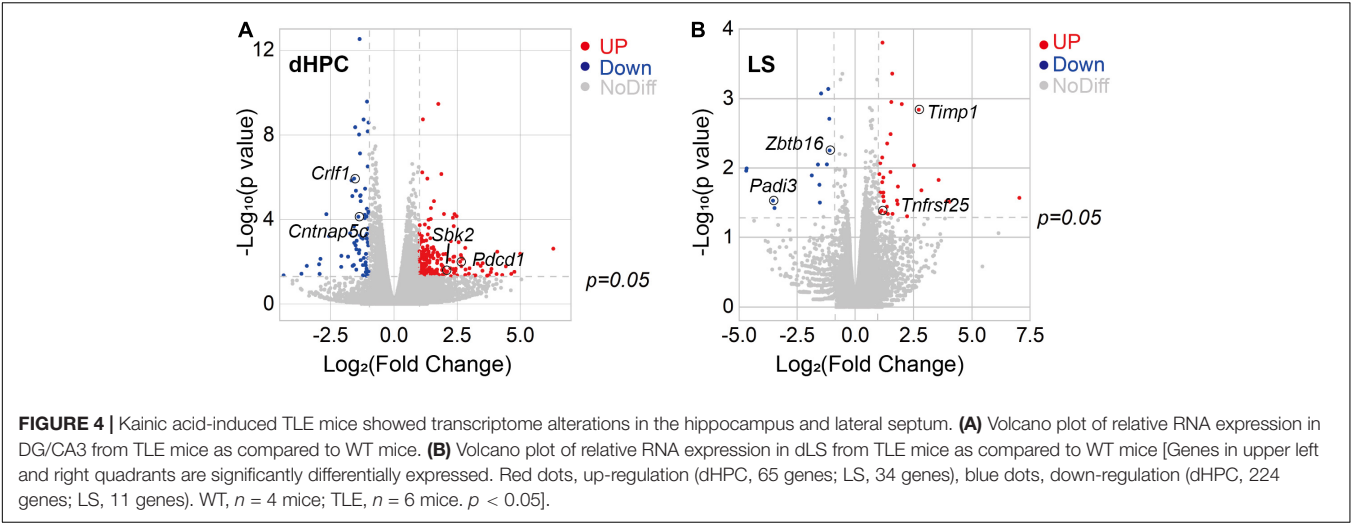 A
B
12
8
4
0
-Log₁₀(p value)
dHPC
UP
Down
NoDiff
Crlf1
Cntnap5c
Sbk2
Pdcd1
p=0.05
-2.5
0.0
2.5
5.0
Log₂(Fold Change)
4
3
2
1
0
-Log₁₀(p value)
LS
UP
Down
NoDiff
Timp1
Zbtb16
Padi3
Tnfrsf25
p=0.05
-5.0
-2.5
0.0
2.5
5.0
7.5
Log₂(Fold Change)
FIGURE 4 | Kainic acid-induced TLE mice showed transcriptome alterations in the hippocampus and lateral septum. (A) Volcano plot of relative RNA expression in
DG/CA3 from TLE mice as compared to WT mice. (B) Volcano plot of relative RNA expression in dLS from TLE mice as compared to WT mice [Genes in upper left
and right quadrants are significantly differentially expressed. Red dots, up-regulation (dHPC, 65 genes; LS, 34 genes), blue dots, down-regulation (dHPC, 224
genes; LS, 11 genes). WT, n = 4 mice; TLE, n = 6 mice. p < 0.05].